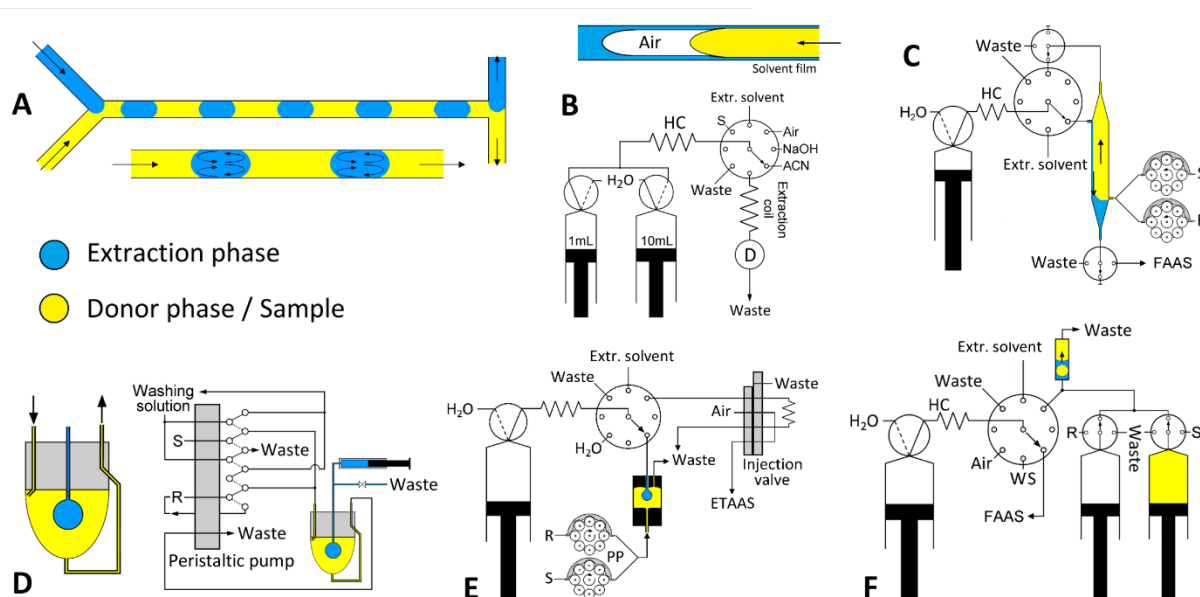 A
Extraction phase
Donor phase / Sample
Air
Solvent film
B
Extr. solvent
HC
S
Air
NaOH
ACN
H2O
Waste
Extraction
coil
1mL
10mL
D
Waste
C
Waste
H2O
HC
Extr. solvent
S
Waste
FAAS
D
Washing
solution
S
Waste
R
Waste
Waste
Peristaltic pump
E
Extr. solvent
Waste
H2O
H2O
Waste
Air
Waste
Injection
valve
ETAAS
R
PP
S
F
Waste
Extr. solvent
Waste
H2O
HC
Air
WS
FAAS
R
Waste
S